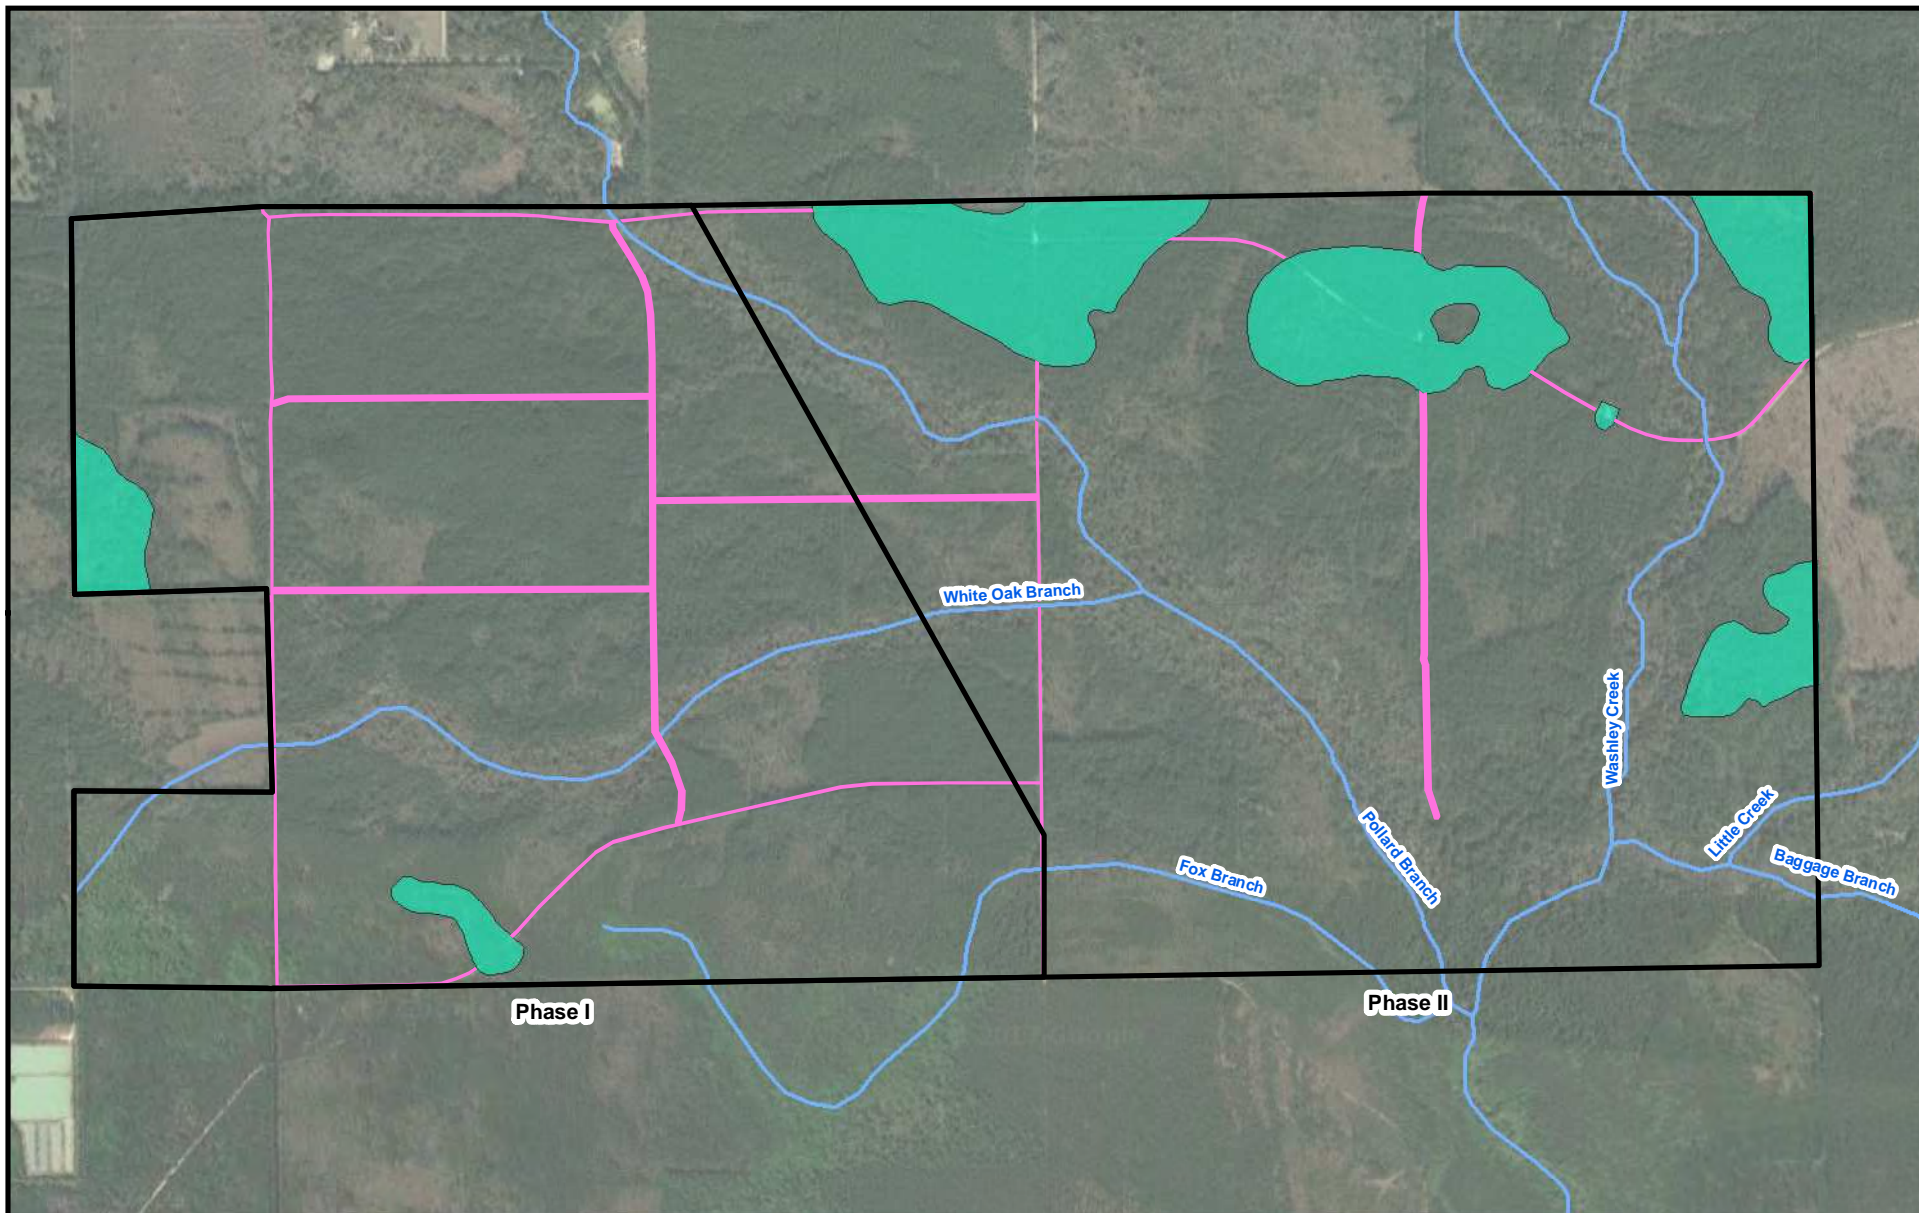 White Oak Branch
Washley Creek
Little Creek
Pollard Branch
Baggage Branch
Fox Branch
Phase I
Phase II